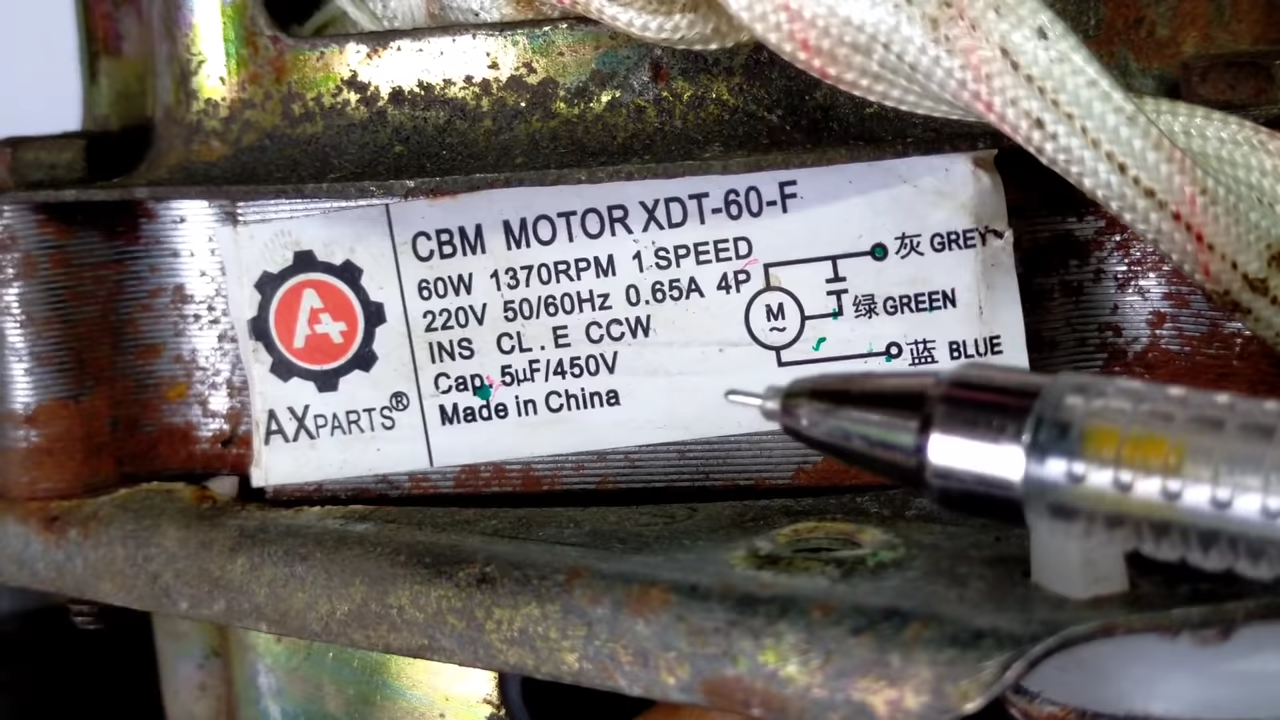 CBM MOTOR XDT-60-F
60W 1370RPM 1 SPEED
220V 50/60Hz 0.65A 4P
INS CL. E CCW
Cap. 5μF/450V
Made in China
A+
AXPARTS®
灰 GREY
M
~
绿 GREEN
蓝 BLUE